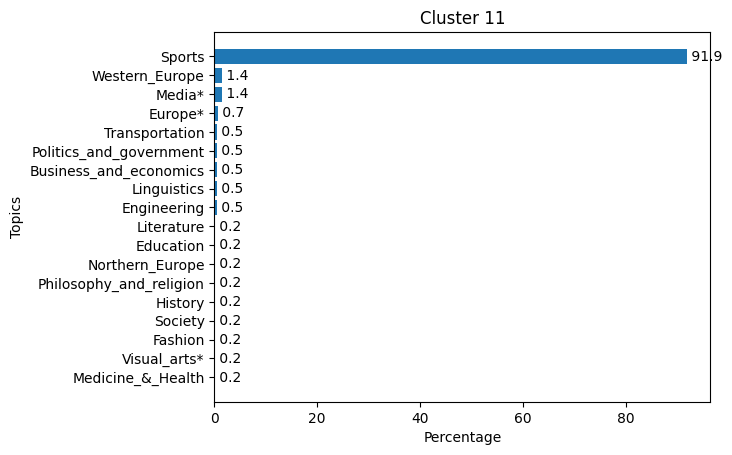 Cluster 11
Topics
Sports 91.9
Western_Europe 1.4
Media* 1.4
Europe* 0.7
Transportation 0.5
Politics_and_government 0.5
Business_and_economics 0.5
Linguistics 0.5
Engineering 0.5
Literature 0.2
Education 0.2
Northern_Europe 0.2
Philosophy_and_religion 0.2
History 0.2
Society 0.2
Fashion 0.2
Visual_arts* 0.2
Medicine_&_Health 0.2
0 20 40 60 80
Percentage